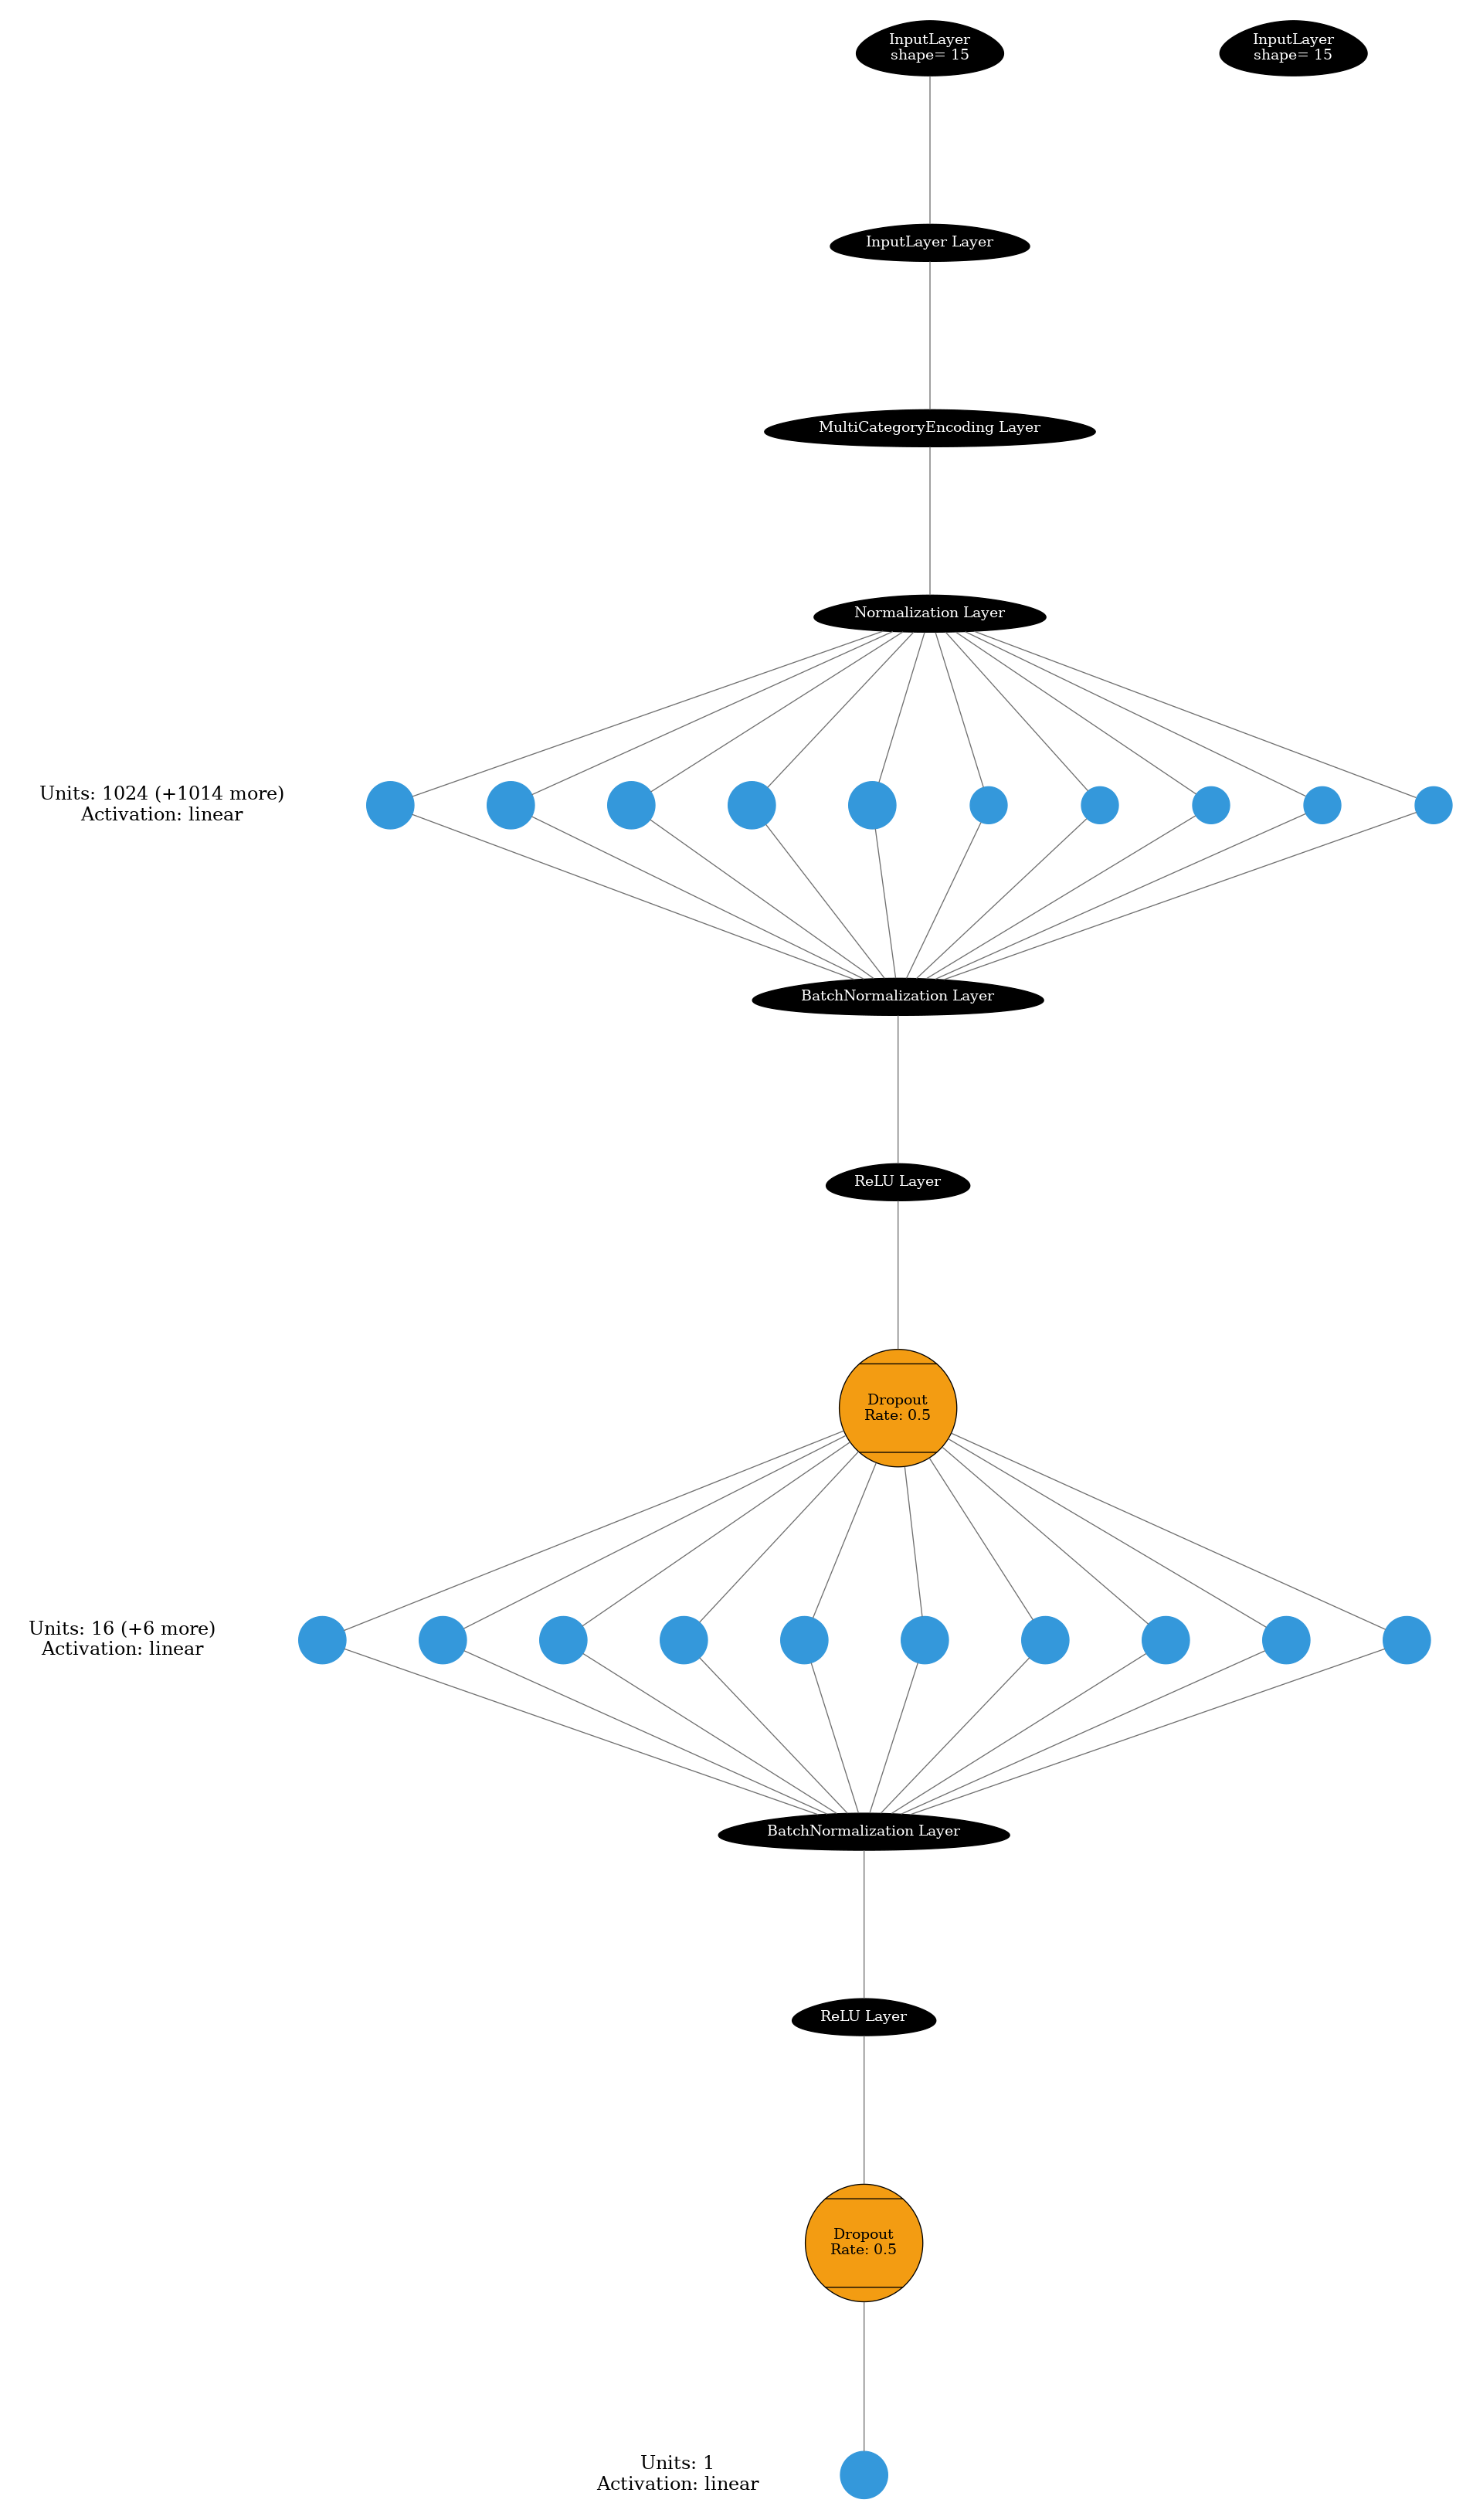 InputLayer
shape= 15
InputLayer
shape= 15
InputLayer Layer
MultiCategoryEncoding Layer
Normalization Layer
Units: 1024 (+1014 more)
Activation: linear
BatchNormalization Layer
ReLU Layer
Dropout
Rate: 0.5
Units: 16 (+6 more)
Activation: linear
BatchNormalization Layer
ReLU Layer
Dropout
Rate: 0.5
Units: 1
Activation: linear